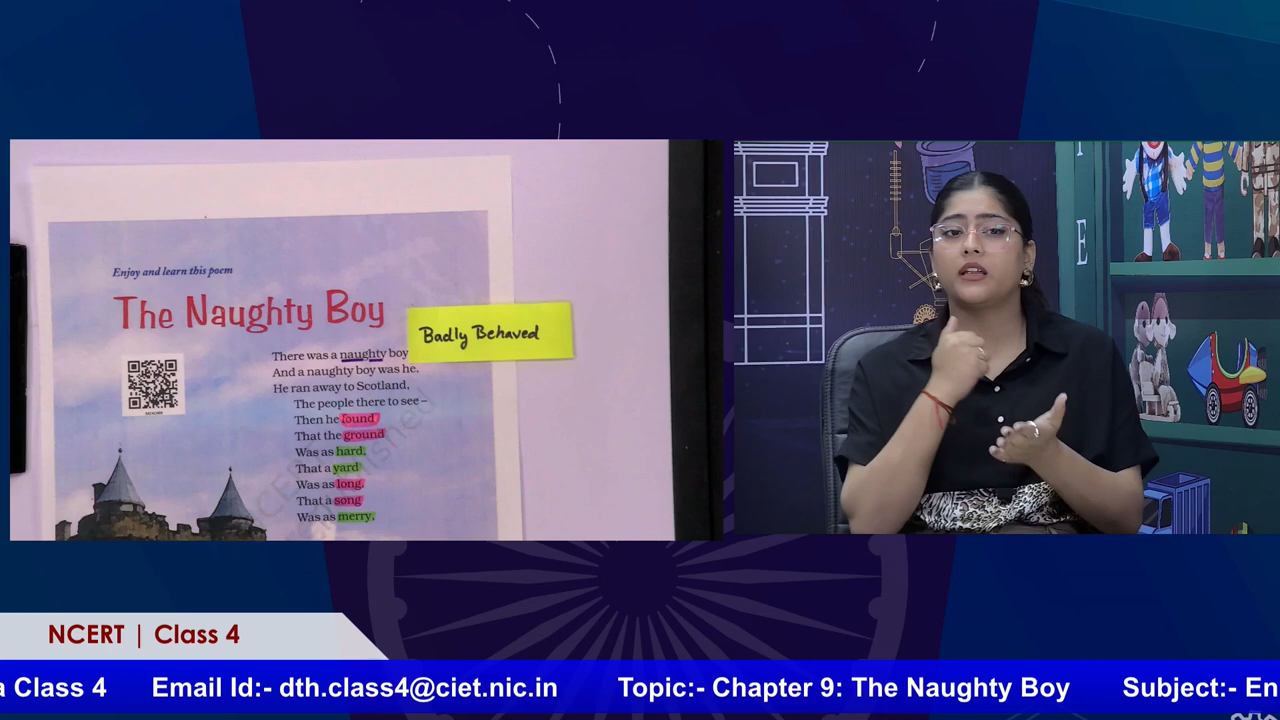 Enjoy and learn this poem
The Naughty Boy
Badly Behaved
There was a naughty boy
And a naughty boy was he.
He ran away to Scotland,
The people there to see –
Then he found
That the ground
Was as hard,
That a yard
Was as long,
That a song
Was as merry,
E
NCERT | Class 4
a Class 4 Email Id:- dth.class4@ciet.nic.in Topic:- Chapter 9: The Naughty Boy Subject:- En